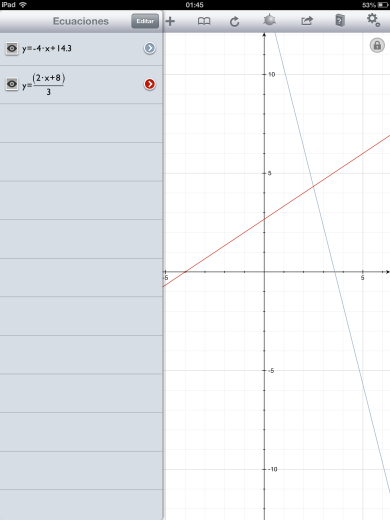 iPad 01:45 53%
Ecuaciones Editar
y=-4·x+14.3
y=(2·x+8)
3
10
5
-5 5
-5
-10